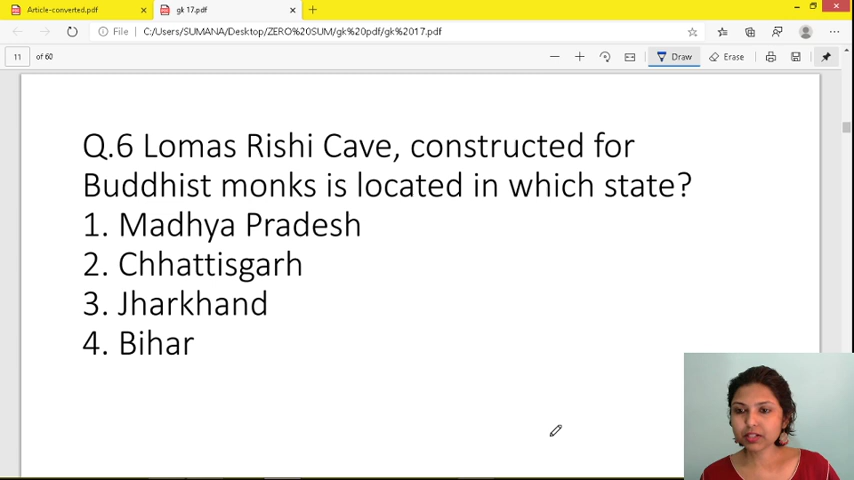 Article-converted.pdf
gk 17.pdf
File
C:/Users/SUMANA/Desktop/ZERO%20SUM/gk%20pdf/gk%2017.pdf
11 of 60
Draw
Erase
Q.6 Lomas Rishi Cave, constructed for
Buddhist monks is located in which state?
1. Madhya Pradesh
2. Chhattisgarh
3. Jharkhand
4. Bihar